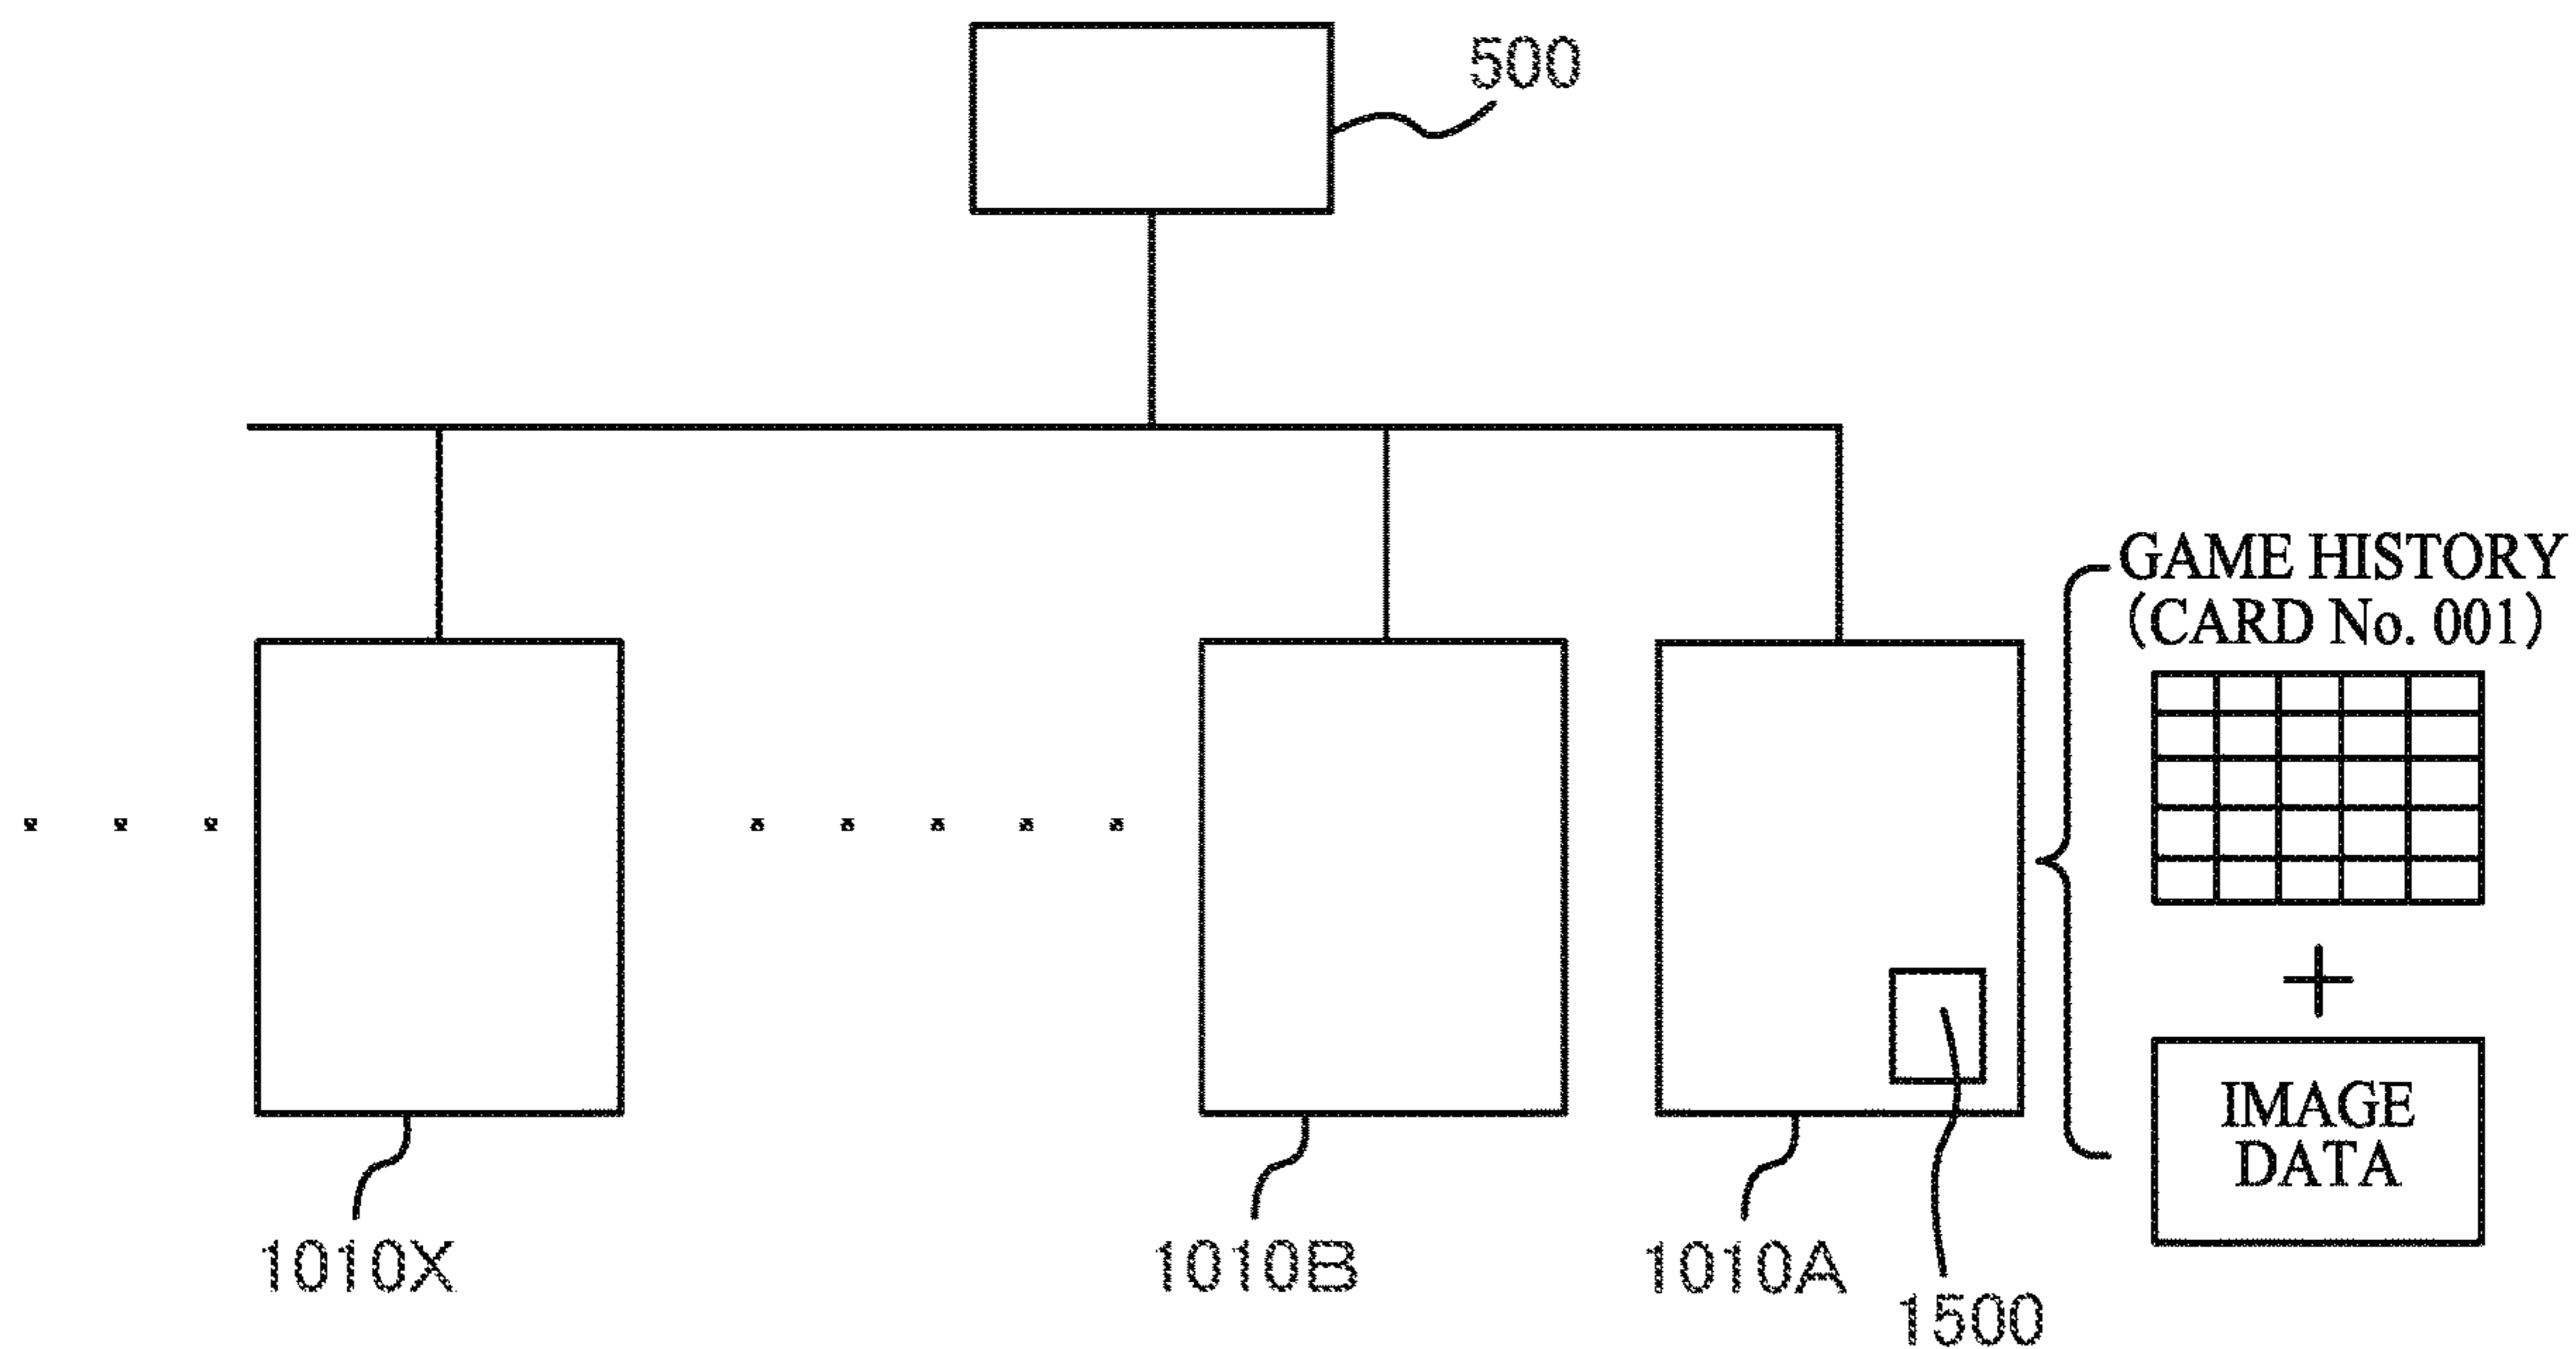 500
GAME HISTORY
(CARD No. 001)
IMAGE
DATA
1010X
1010B
1010A
1500